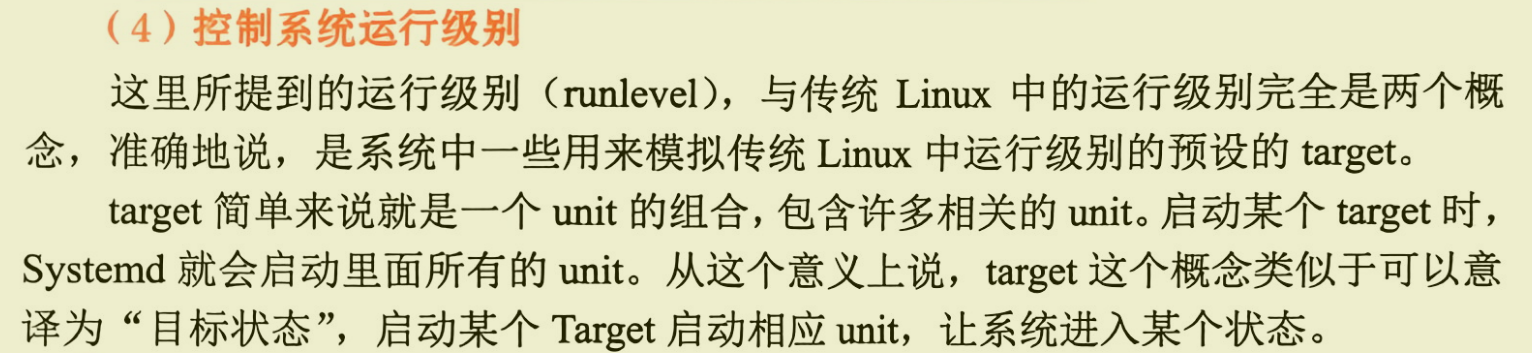 （4）控制系统运行级别
这里所提到的运行级别（runlevel），与传统 Linux 中的运行级别完全是两个概
念，准确地说，是系统中一些用来模拟传统 Linux 中运行级别的预设的 target。
target 简单来说就是一个 unit 的组合，包含许多相关的 unit。启动某个 target 时，
Systemd 就会启动里面所有的 unit。从这个意义上说，target 这个概念类似于可以意
译为“目标状态”，启动某个 Target 启动相应 unit，让系统进入某个状态。